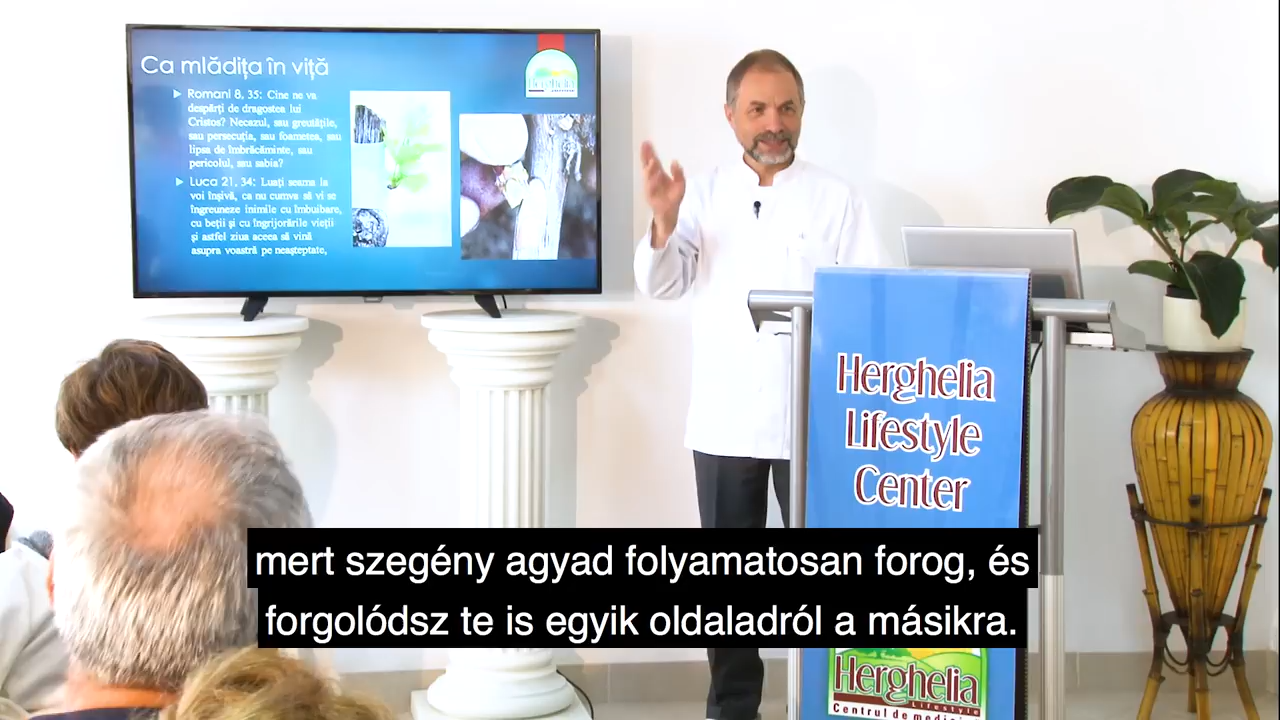 Ca mlădița în viță
Romani 8, 35: Cine ne va
despărți de dragostea lui
Cristos? Necazul, sau greutățile,
sau persecuția, sau foametea, sau
lipsa de îmbrăcăminte, sau
pericolul, sau sabia?
Luca 21, 34: Luați seama la
voi înșivă, ca nu cumva să vi se
îngreuneze inimile cu îmbuibare,
cu beții și cu îngrijorările vieții
și astfel ziua aceea să vină
asupra voastră pe neașteptate,
Herghelia
Herghelia
Lifestyle
Center
mert szegény agyad folyamatosan forog, és
forgolódsz te is egyik oldaladról a másikra.
Herghelia
Lifestyle
Centrul de